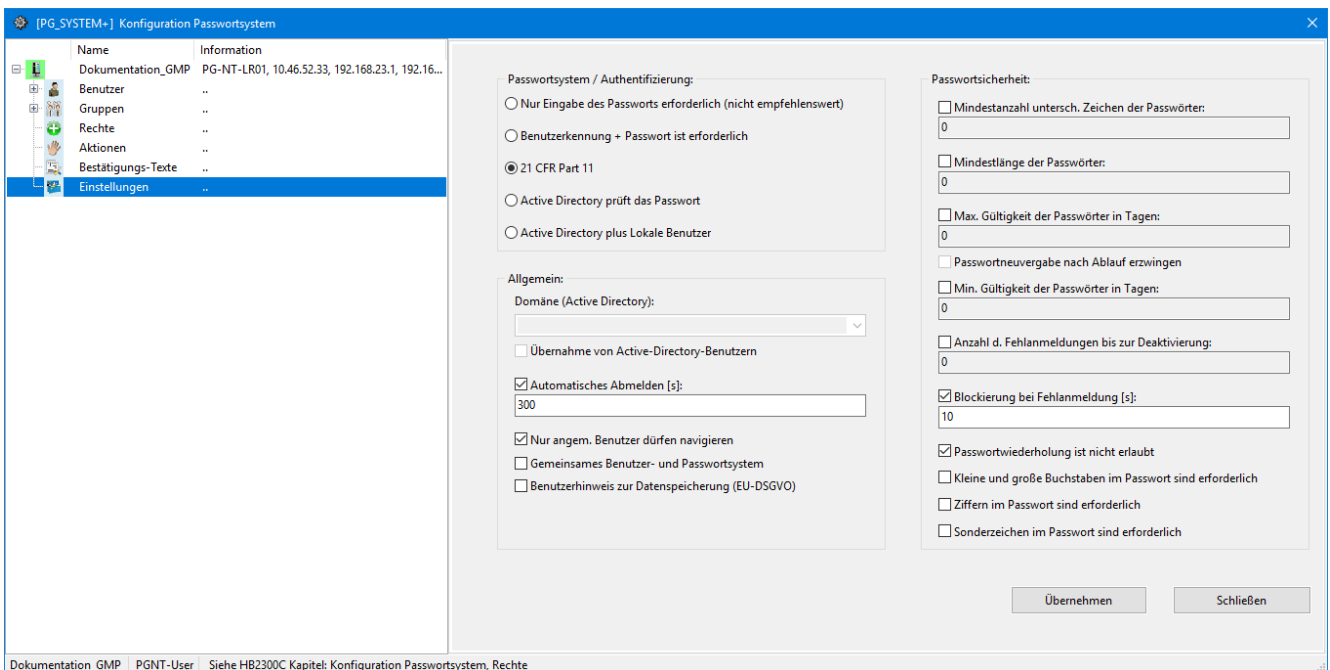 [PG_SYSTEM+] Konfiguration Passwortsystem
Name Information
Dokumentation_GMP PG-NT-LR01, 10.46.52.33, 192.168.23.1, 192.16...
Benutzer ..
Gruppen ..
Rechte ..
Aktionen ..
Bestätigungs-Texte ..
Einstellungen ..
Passwortsystem / Authentifizierung:
Nur Eingabe des Passworts erforderlich (nicht empfehlenswert)
Benutzerkennung + Passwort ist erforderlich
21 CFR Part 11
Active Directory prüft das Passwort
Active Directory plus Lokale Benutzer
Allgemein:
Domäne (Active Directory):
Übernahme von Active-Directory-Benutzern
Automatisches Abmelden [s]:
300
Nur angem. Benutzer dürfen navigieren
Gemeinsames Benutzer- und Passwortsystem
Benutzerhinweis zur Datenspeicherung (EU-DSGVO)
Passwortsicherheit:
Mindestanzahl untersch. Zeichen der Passwörter:
0
Mindestlänge der Passwörter:
0
Max. Gültigkeit der Passwörter in Tagen:
0
Passwortneuvergabe nach Ablauf erzwingen
Min. Gültigkeit der Passwörter in Tagen:
0
Anzahl d. Fehlanmeldungen bis zur Deaktivierung:
0
Blockierung bei Fehlanmeldung [s]:
10
Passwortwiederholung ist nicht erlaubt
Kleine und große Buchstaben im Passwort sind erforderlich
Ziffern im Passwort sind erforderlich
Sonderzeichen im Passwort sind erforderlich
Übernehmen Schließen
Dokumentation_GMP PGNT-User Siehe HB2300C Kapitel: Konfiguration Passwortsystem, Rechte